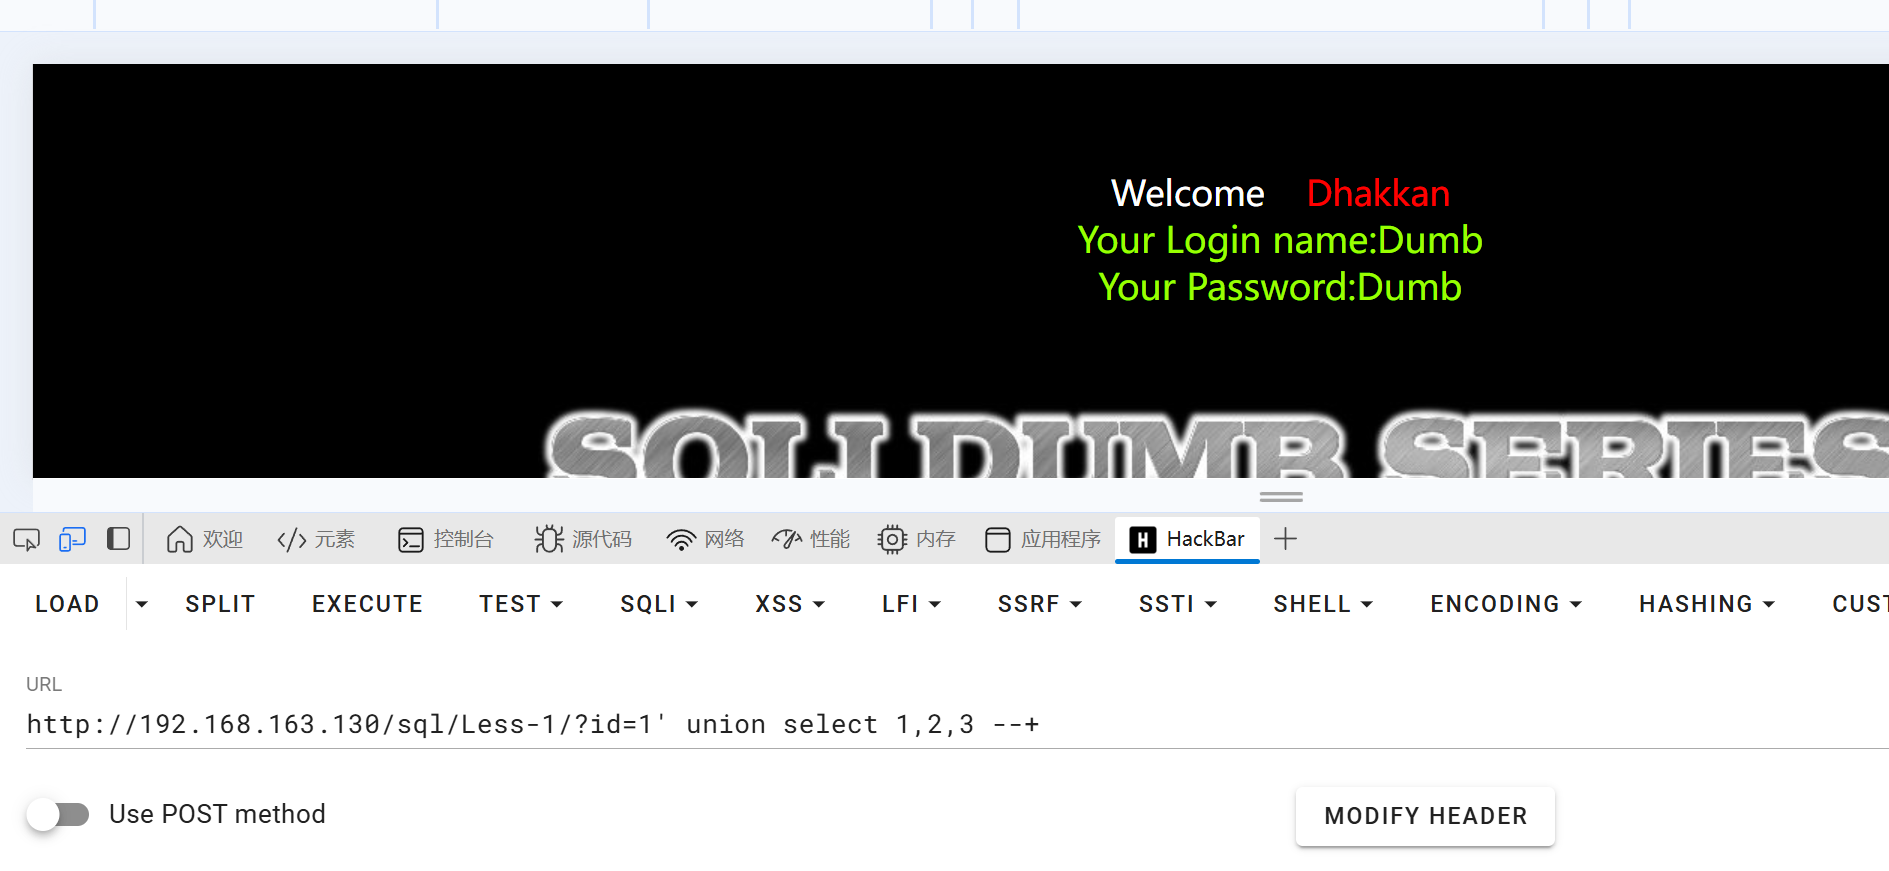 Welcome Dhakkan
Your Login name:Dumb
Your Password:Dumb
SQLI DUMB SERIES
欢迎 元素 控制台 源代码 网络 性能 内存 应用程序 HackBar
LOAD SPLIT EXECUTE TEST SQLI XSS LFI SSRF SSTI SHELL ENCODING HASHING CUST
URL
http://192.168.163.130/sql/Less-1/?id=1' union select 1,2,3 --+
Use POST method MODIFY HEADER